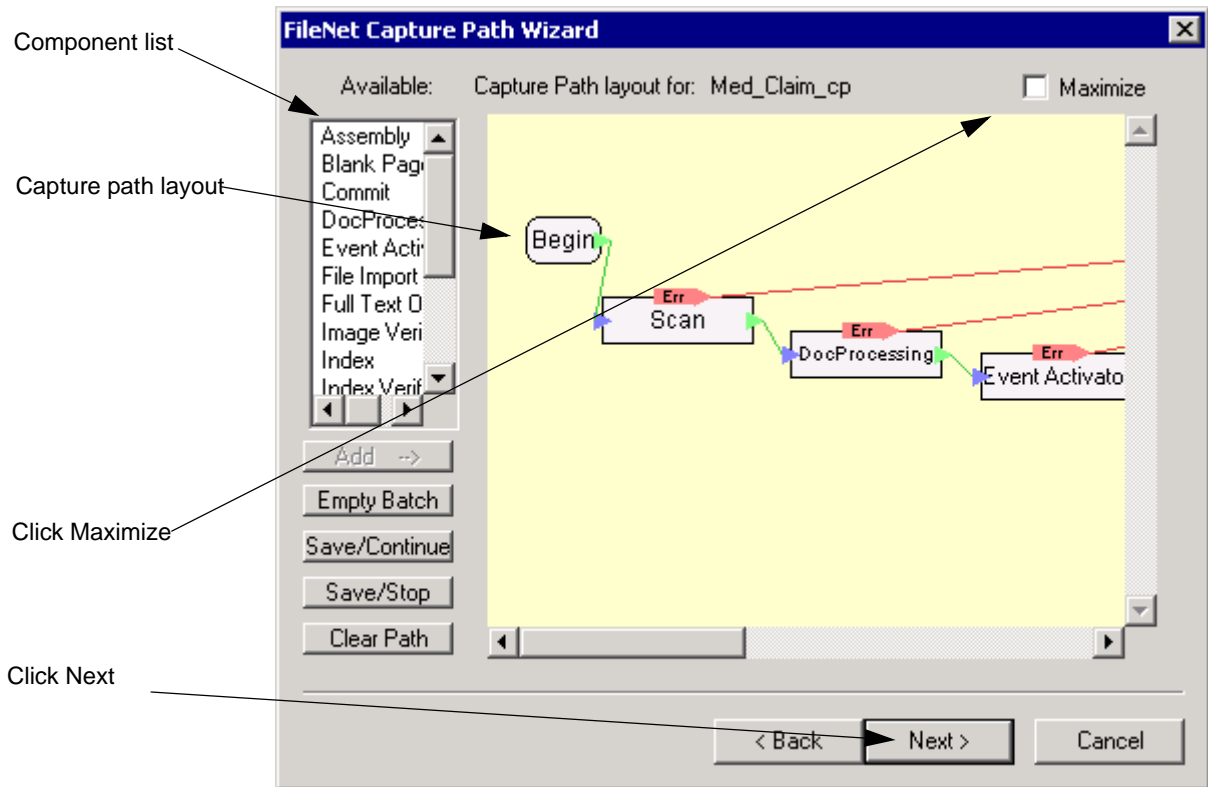 FileNet Capture Path Wizard
Component list
Available:
Capture Path layout for: Med_Claim_cp
Maximize
Assembly
Blank Pag
Commit
DocProces
Event Acti
File Import
Full Text O
Image Veri
Index
Index Verif
Capture path layout
Begin
Err
Scan
Err
DocProcessing
Err
Event Activato
Add -->
Empty Batch
Click Maximize
Save/Continue
Save/Stop
Clear Path
Click Next
< Back
Next >
Cancel